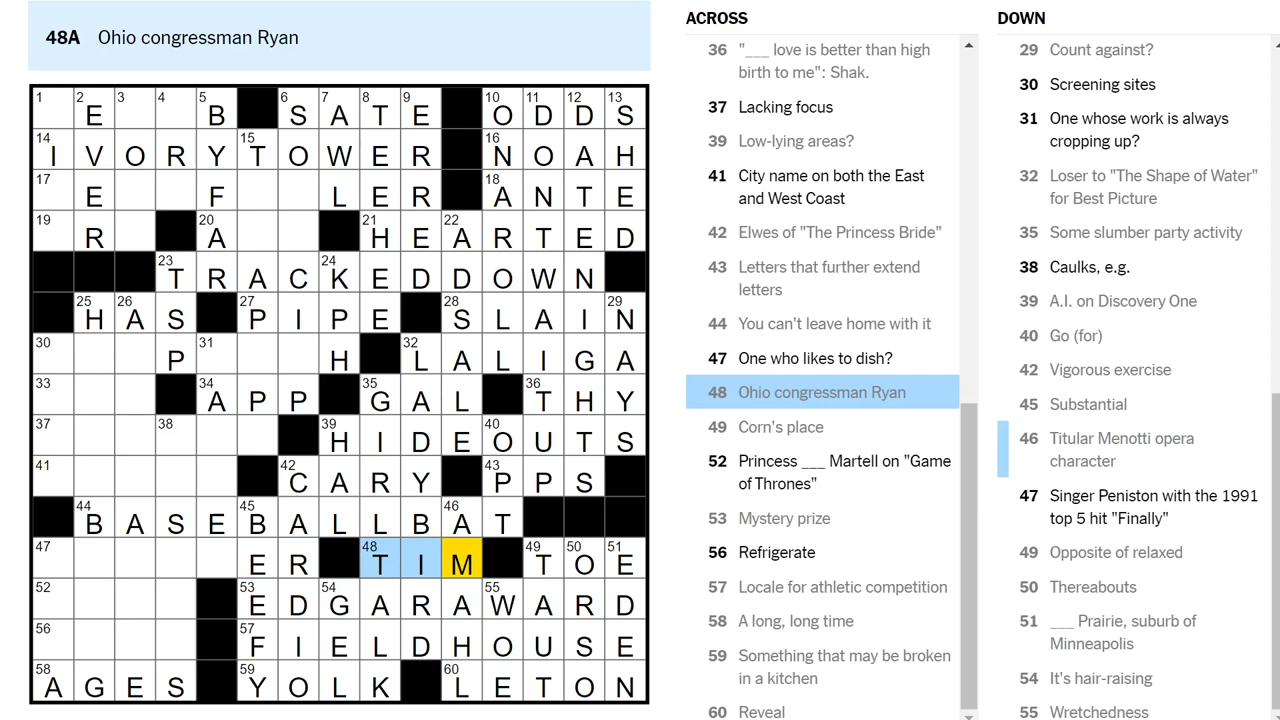 48A Ohio congressman Ryan
1 2 3 4 5 6 7 8 9 10 11 12 13
E B S A T E O D D S
14 15 16
I V O R Y T O W E R N O A H
17 18
E F L E R A N T E
19 20 21 22
R A H E A R T E D
23 24
T R A C K E D D O W N
25 26 27 28 29
H A S P I P E S L A I N
30 31 32
P H L A L I G A
33 34 35 36
A P P G A L T H Y
37 38 39 40
H I D E O U T S
41 42 43
C A R Y P P S
44 45 46
B A S E B A L L B A T
47 48 49 50 51
E R T I M T O E
52 53 54 55
E D G A R A W A R D
56 57
F I E L D H O U S E
58 59 60
A G E S Y O L K L E T O N
ACROSS
36 "___ love is better than high
birth to me": Shak.
37 Lacking focus
39 Low-lying areas?
41 City name on both the East
and West Coast
42 Elwes of "The Princess Bride"
43 Letters that further extend
letters
44 You can't leave home with it
47 One who likes to dish?
48 Ohio congressman Ryan
49 Corn's place
52 Princess ___ Martell on "Game
of Thrones"
53 Mystery prize
56 Refrigerate
57 Locale for athletic competition
58 A long, long time
59 Something that may be broken
in a kitchen
60 Reveal
DOWN
29 Count against?
30 Screening sites
31 One whose work is always
cropping up?
32 Loser to "The Shape of Water"
for Best Picture
35 Some slumber party activity
38 Caulks, e.g.
39 A.I. on Discovery One
40 Go (for)
42 Vigorous exercise
45 Substantial
46 Titular Menotti opera
character
47 Singer Peniston with the 1991
top 5 hit "Finally"
49 Opposite of relaxed
50 Thereabouts
51 ___ Prairie, suburb of
Minneapolis
54 It's hair-raising
55 Wretchedness